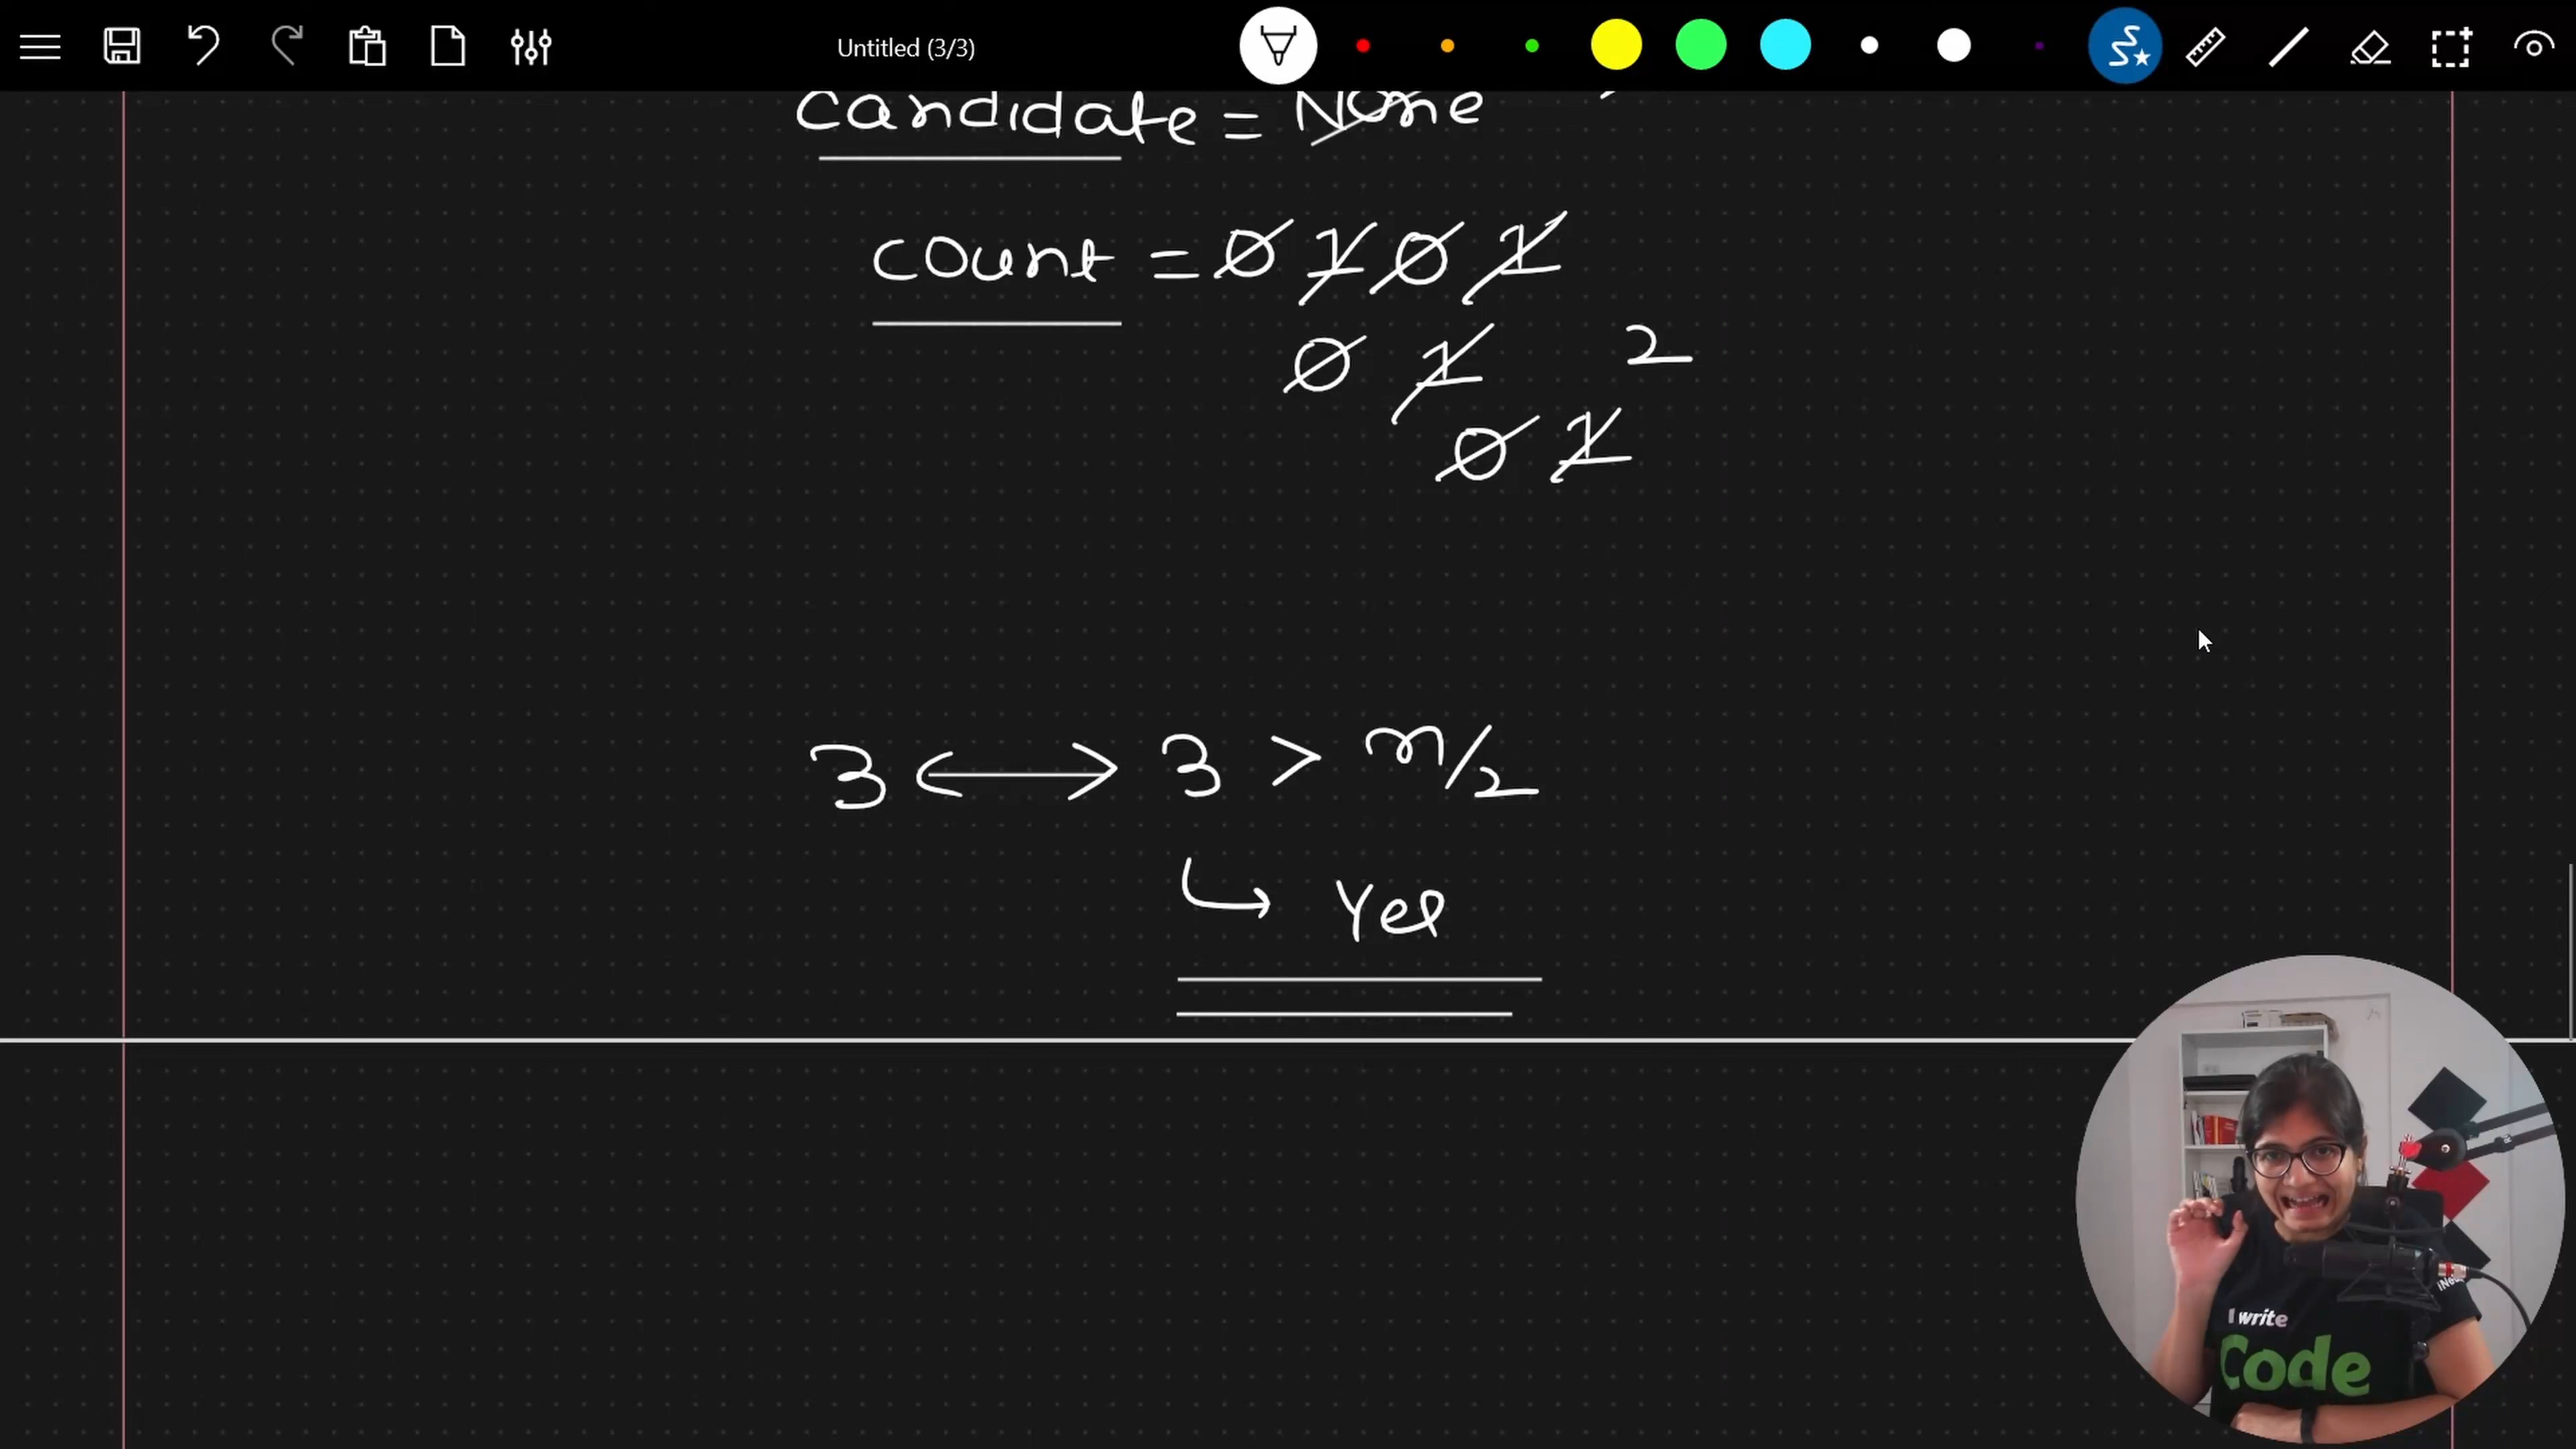 Untitled (3/3)
candidate = None
count = 0 1 0 1
0 1 2
0 1
3 ⟷ 3 > n/2
↳ Yes
I write
Code